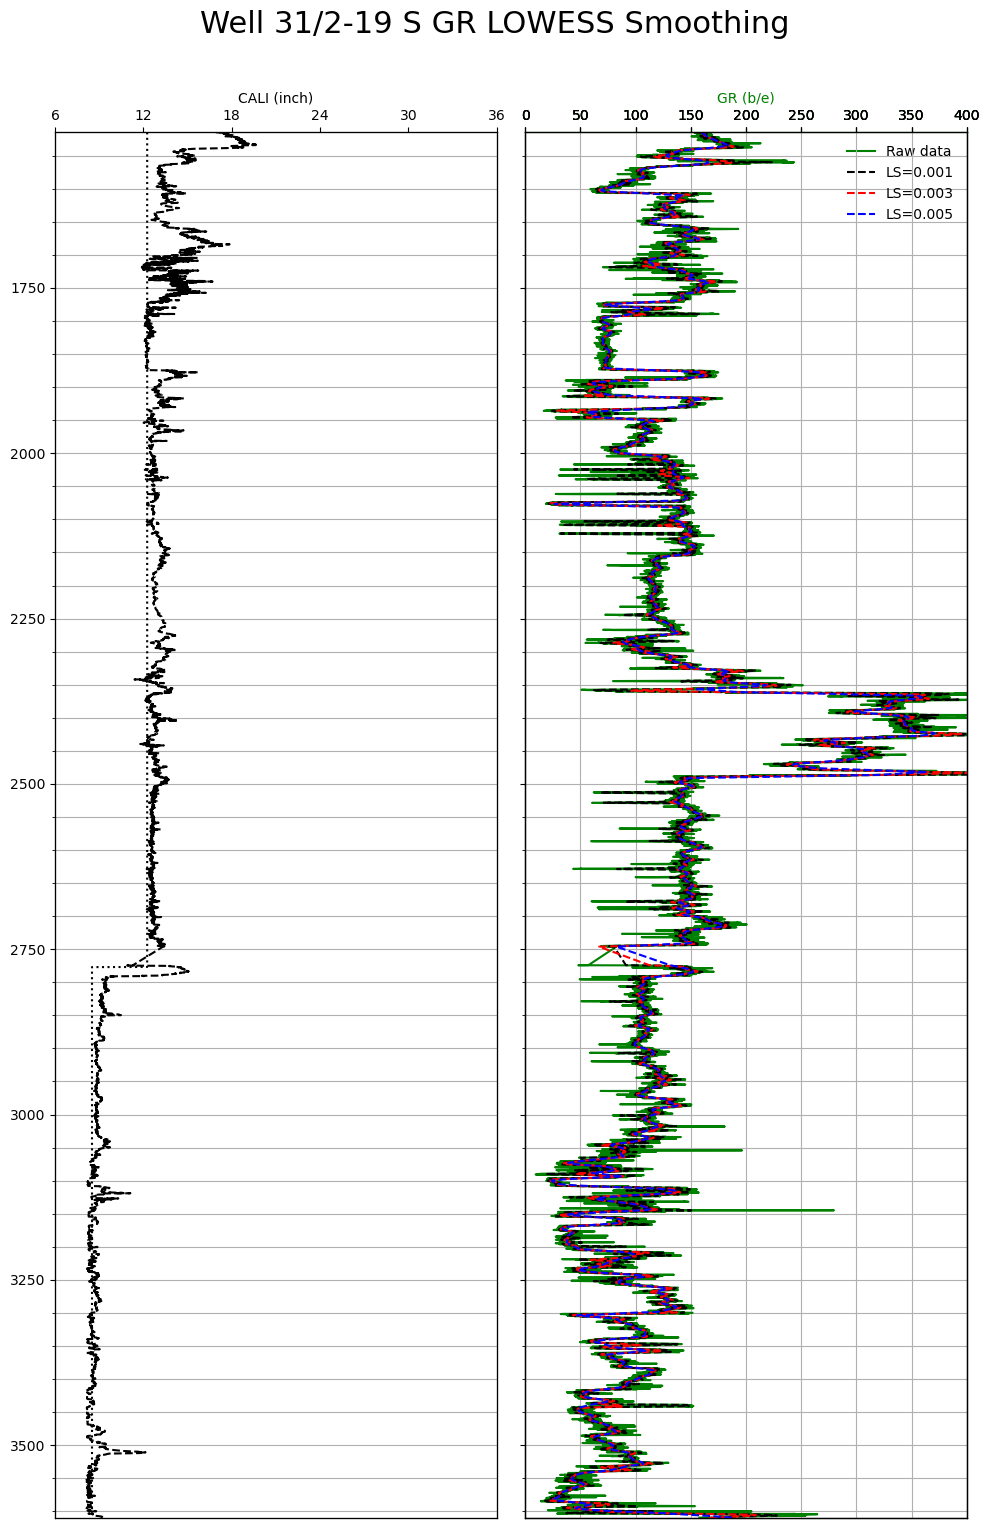 Well 31/2-19 S GR LOWESS Smoothing
CALI (inch)
GR (b/e)
6 12 18 24 30 36
0 50 100 150 200 250 300 350 400
Raw data
LS=0.001
LS=0.003
LS=0.005
1750
2000
2250
2500
2750
3000
3250
3500